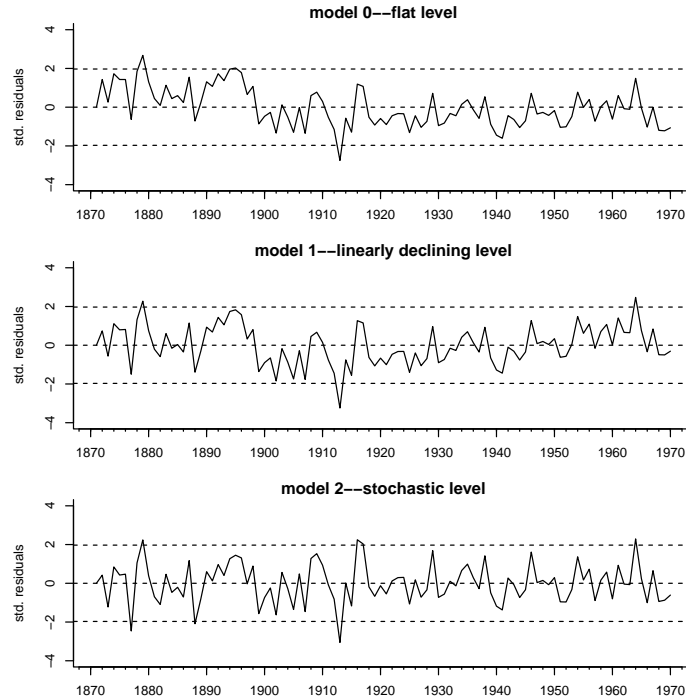 model 0−−flat level
4
2
0
−2
−4
std. residuals
1870 1880 1890 1900 1910 1920 1930 1940 1950 1960 1970
model 1−−linearly declining level
4
2
0
−2
−4
std. residuals
1870 1880 1890 1900 1910 1920 1930 1940 1950 1960 1970
model 2−−stochastic level
4
2
0
−2
−4
std. residuals
1870 1880 1890 1900 1910 1920 1930 1940 1950 1960 1970